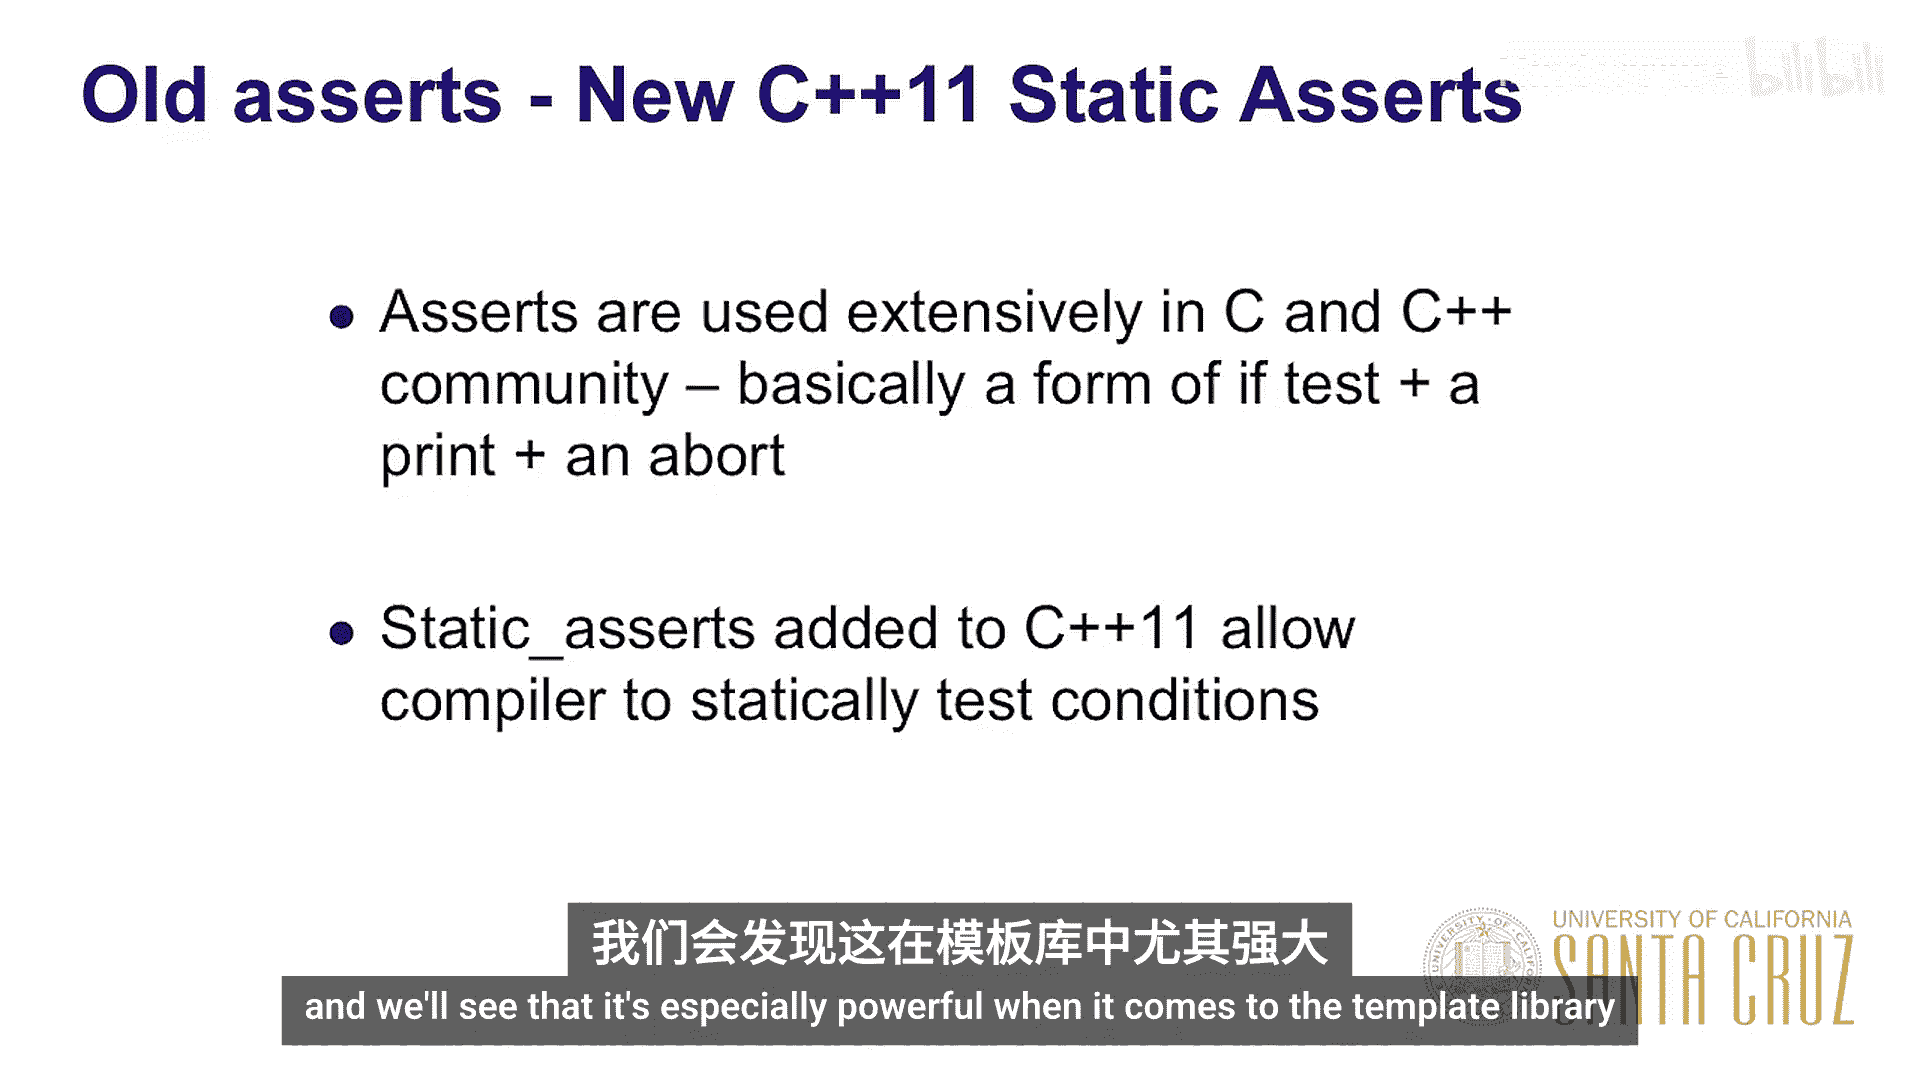 Old asserts - New C++11 Static Asserts
bilibili
● Asserts are used extensively in C and C++
community – basically a form of if test + a
print + an abort
● Static_asserts added to C++11 allow
compiler to statically test conditions
我们会发现这在模板库中尤其强大
and we'll see that it's especially powerful when it comes to the template library
UNIVERSITY OF CALIFORNIA
SANTA CRUZ